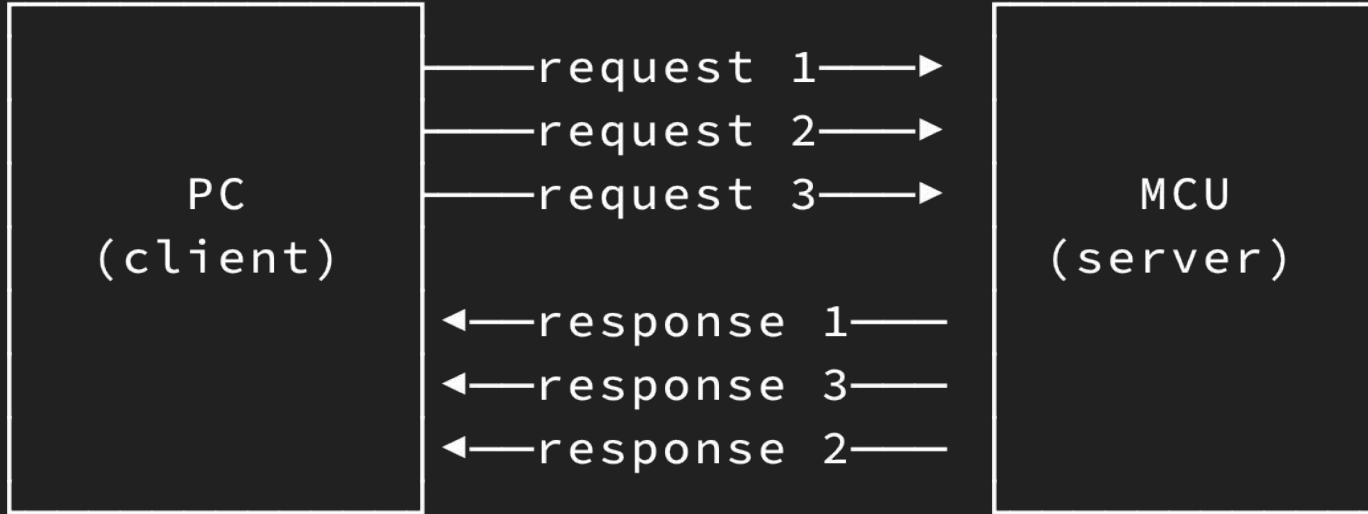 request 1
request 2
request 3
PC
(client)
MCU
(server)
response 1
response 3
response 2